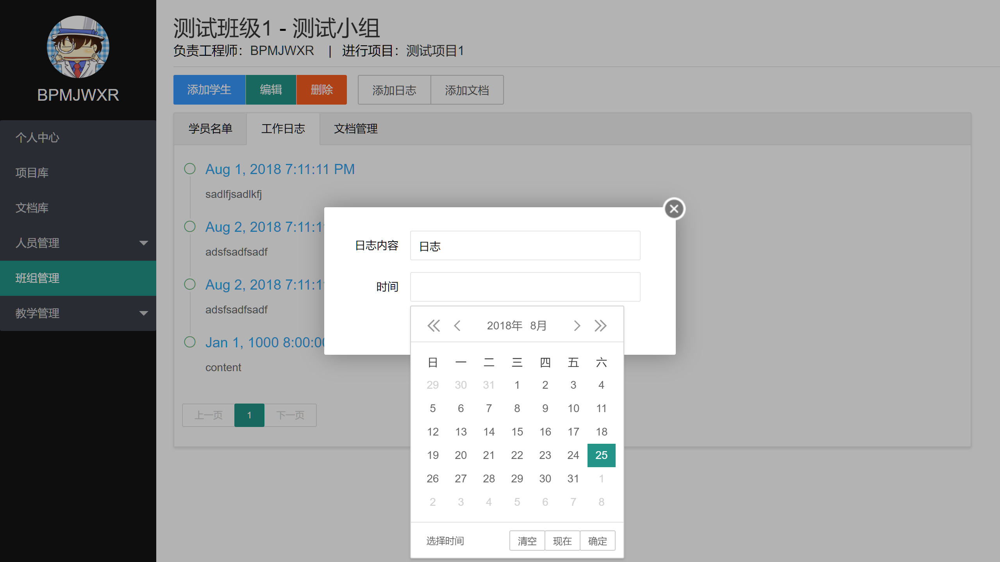 BPMJWXR
个人中心
项目库
文档库
人员管理
班组管理
教学管理
测试班级1 - 测试小组
负责工程师：BPMJWXR | 进行项目：测试项目1
添加学生 编辑 删除 添加日志 添加文档
学员名单 工作日志 文档管理
Aug 1, 2018 7:11:11 PM
sadlfjsadlkfj
Aug 2, 2018 7:11:1
adsfsadfsadf
Aug 2, 2018 7:11:1
adsfsadfsadf
Jan 1, 1000 8:00:00
content
上一页 1 下一页
日志内容 日志
时间
2018年 8月
日 一 二 三 四 五 六
29 30 31 1 2 3 4
5 6 7 8 9 10 11
12 13 14 15 16 17 18
19 20 21 22 23 24 25
26 27 28 29 30 31 1
2 3 4 5 6 7 8
选择时间 清空 现在 确定